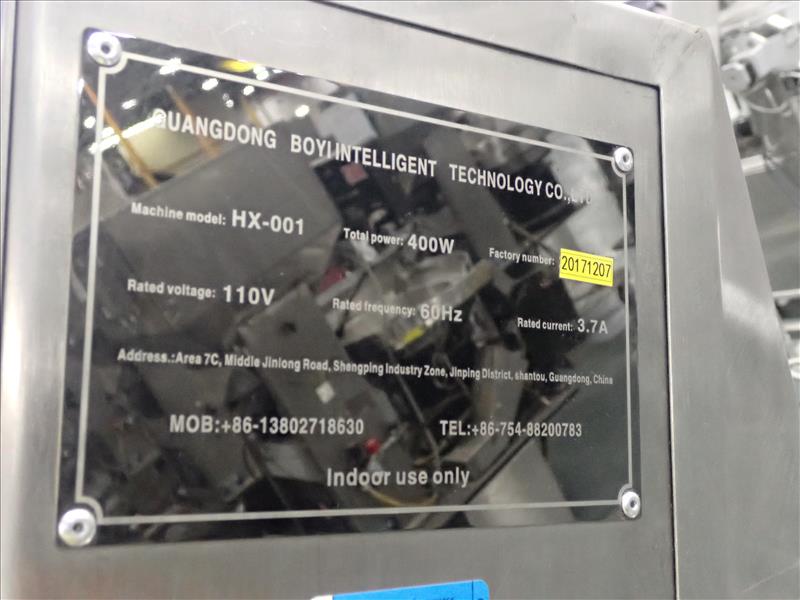 GUANGDONG BOYI INTELLIGENT TECHNOLOGY CO.,LTD
Machine model: HX-001 Total power: 400W Factory number: 20171207
Rated voltage: 110V Rated frequency: 60Hz Rated current: 3.7A
Address.:Area 7C, Middle Jinlong Road, Shengping Industry Zone, Jinping District, shantou, Guangdong, China
MOB:+86-13802718630 TEL:+86-754-88200783
Indoor use only